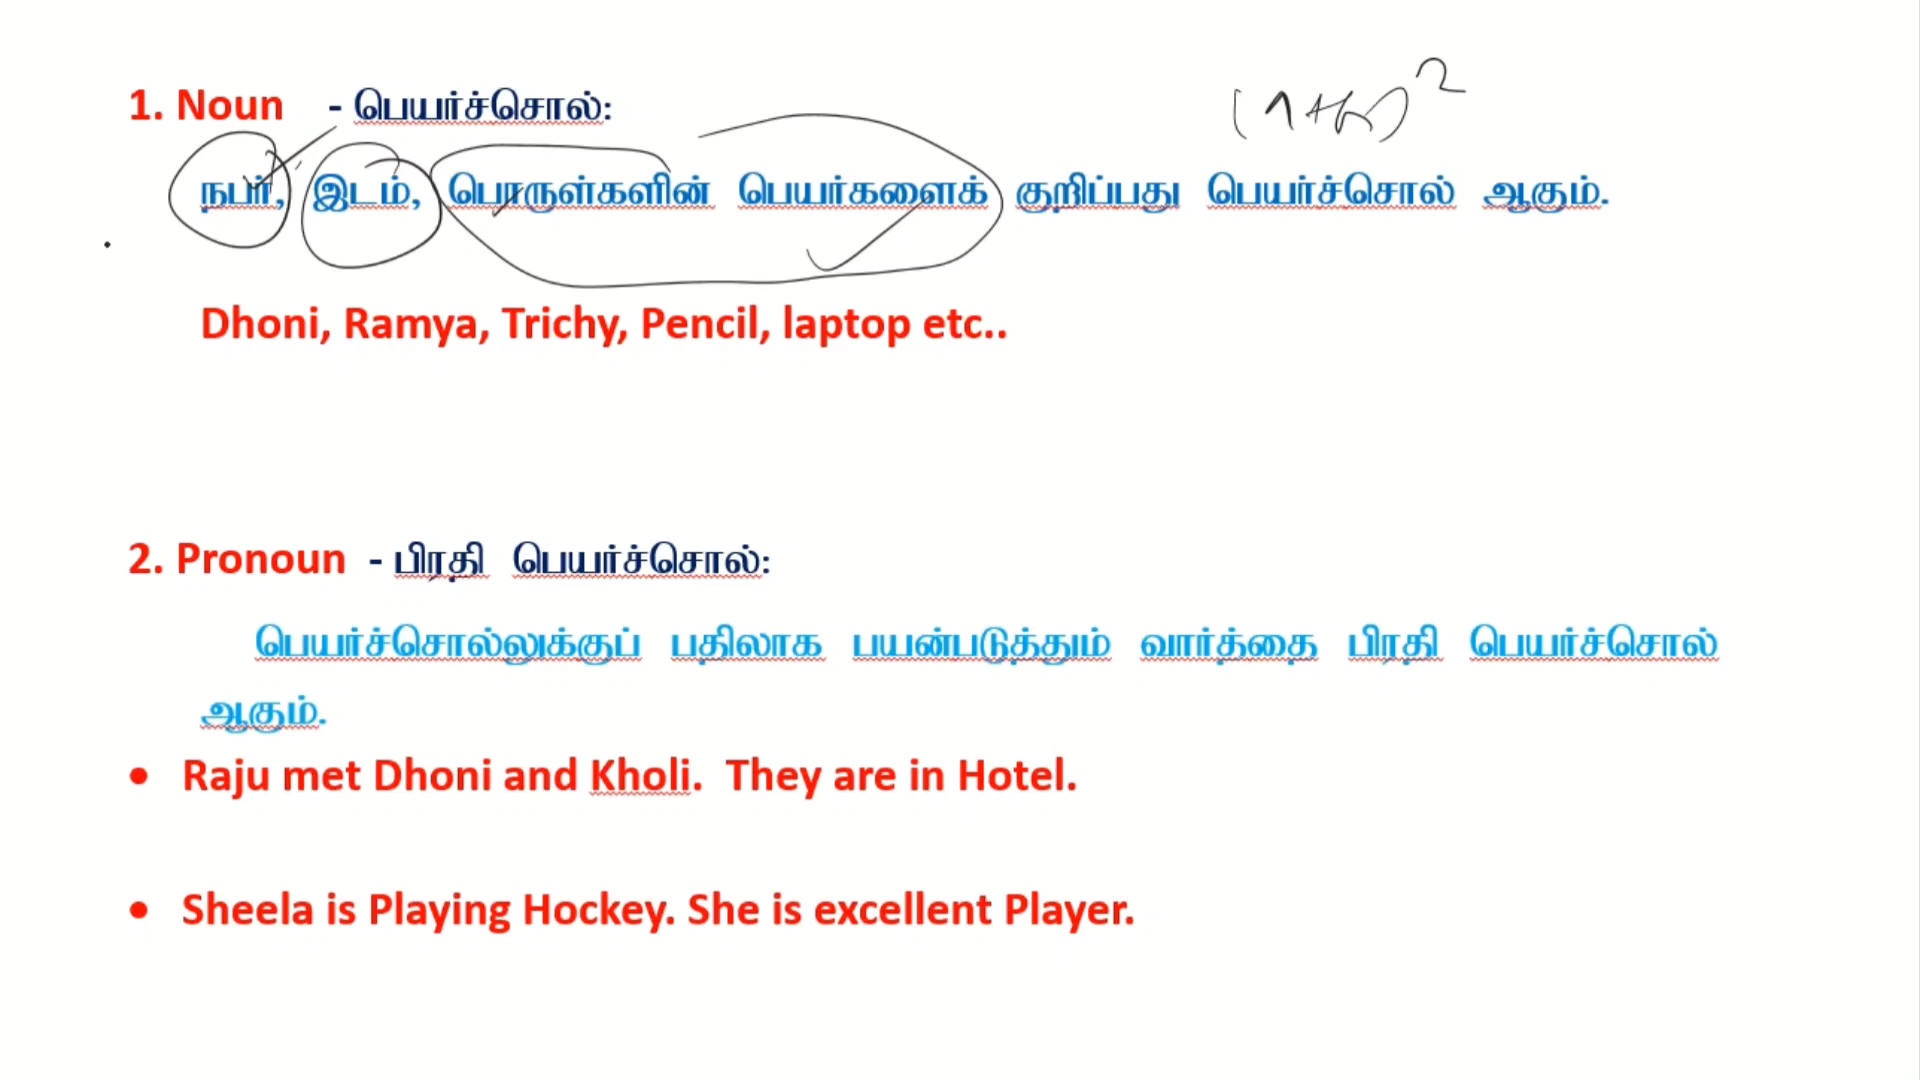 1. Noun - பெயர்ச்சொல்:
நபர், இடம், பொருள்களின் பெயர்களைக் குறிப்பது பெயர்ச்சொல் ஆகும்.
Dhoni, Ramya, Trichy, Pencil, laptop etc..
2. Pronoun - பிரதி பெயர்ச்சொல்:
பெயர்ச்சொல்லுக்குப் பதிலாக பயன்படுத்தும் வார்த்தை பிரதி பெயர்ச்சொல்
ஆகும்.
• Raju met Dhoni and Kholi. They are in Hotel.
• Sheela is Playing Hockey. She is excellent Player.